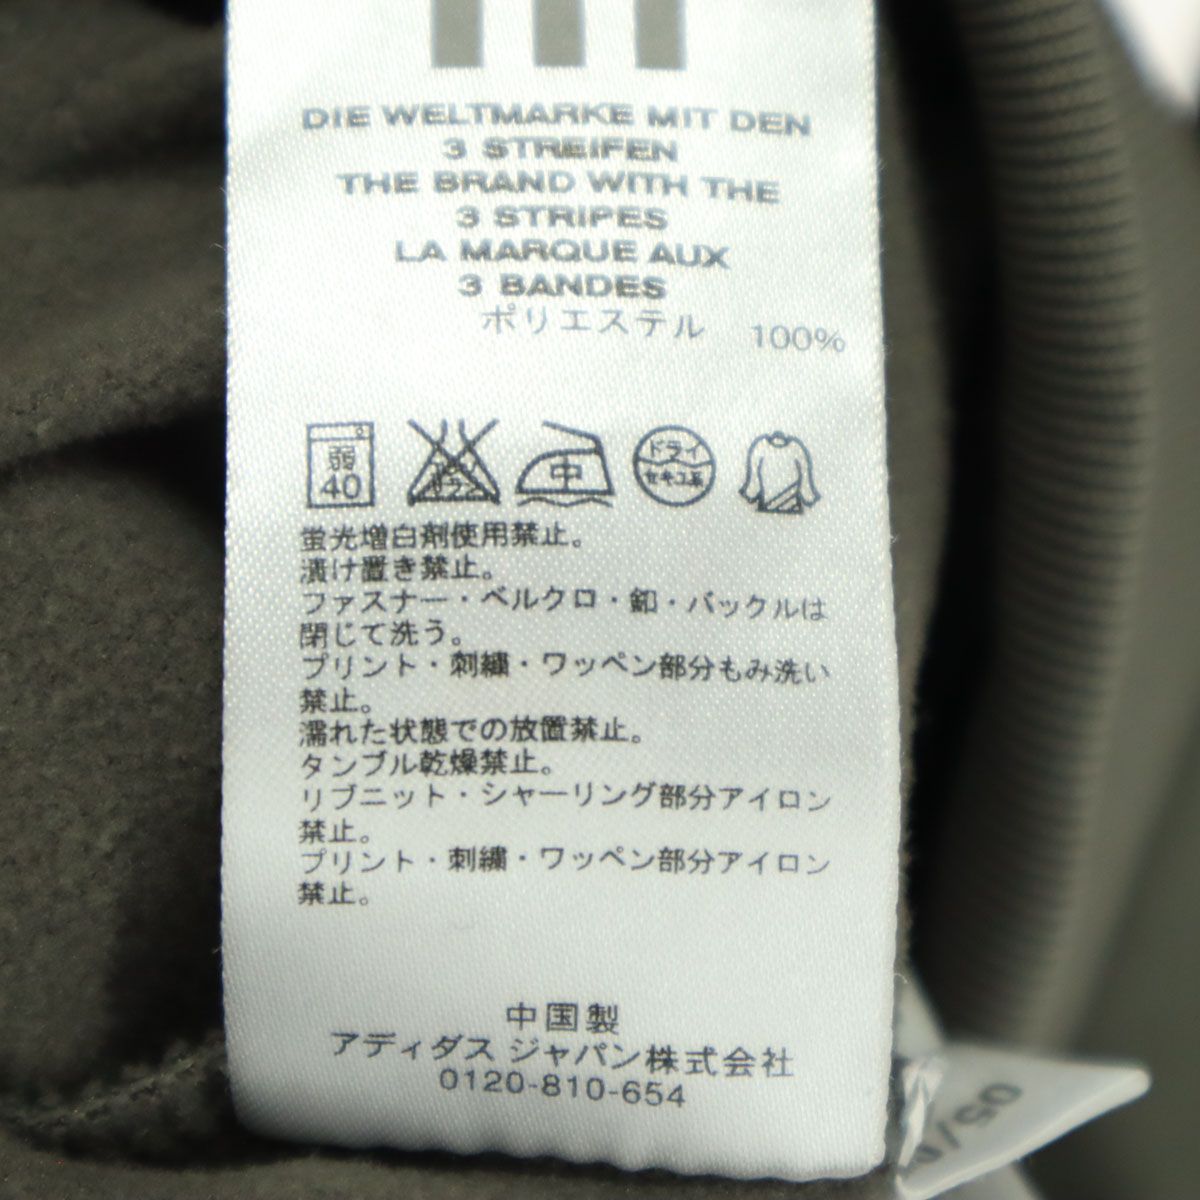 DIE WELTMARKE MIT DEN
3 STREIFEN
THE BRAND WITH THE
3 STRIPES
LA MARQUE AUX
3 BANDES
ポリエステル 100%
弱
40
中
ドライ
セキユ系
蛍光増白剤使用禁止。
漬け置き禁止。
ファスナー・ベルクロ・釦・バックルは
閉じて洗う。
プリント・刺繍・ワッペン部分もみ洗い
禁止。
濡れた状態での放置禁止。
タンブル乾燥禁止。
リブニット・シャーリング部分アイロン
禁止。
プリント・刺繍・ワッペン部分アイロン
禁止。
中国製
アディダス ジャパン株式会社
0120-810-654